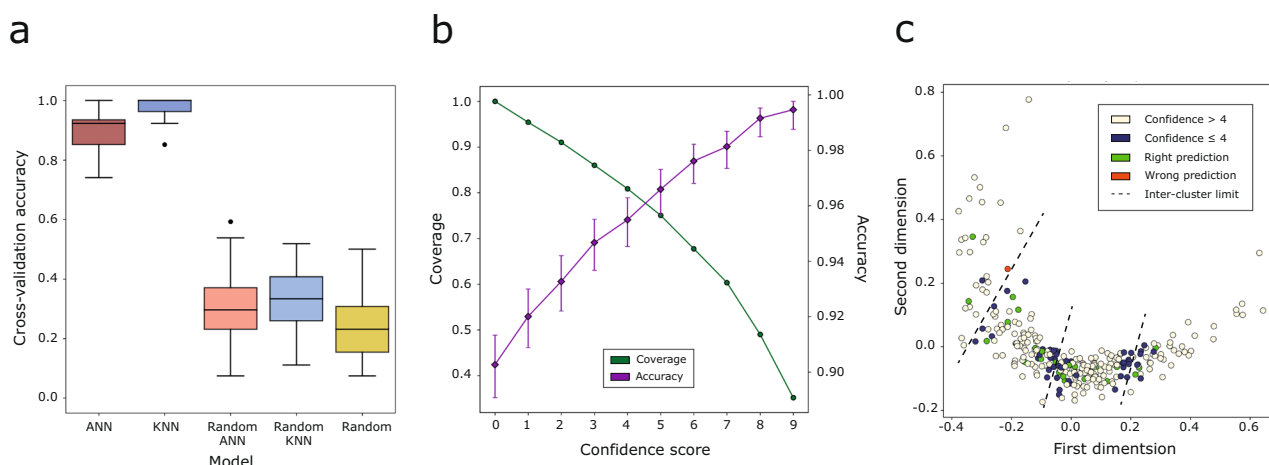 a
Cross-validation accuracy
1.0
0.8
0.6
0.4
0.2
0.0
ANN
KNN
Random
ANN
Random
KNN
Random
Model
b
Coverage
1.0
0.9
0.8
0.7
0.6
0.5
0.4
0
1
2
3
4
5
6
7
8
9
Confidence score
1.00
0.98
0.96
0.94
0.92
0.90
Accuracy
Coverage
Accuracy
c
Second dimension
0.8
0.6
0.4
0.2
0.0
-0.2
-0.4
-0.2
0.0
0.2
0.4
0.6
First dimentsion
Confidence > 4
Confidence ≤ 4
Right prediction
Wrong prediction
Inter-cluster limit